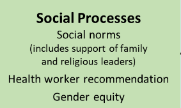 Social Processes
Social norms
(includes support of family
and religious leaders)
Health worker recommendation
Gender equity